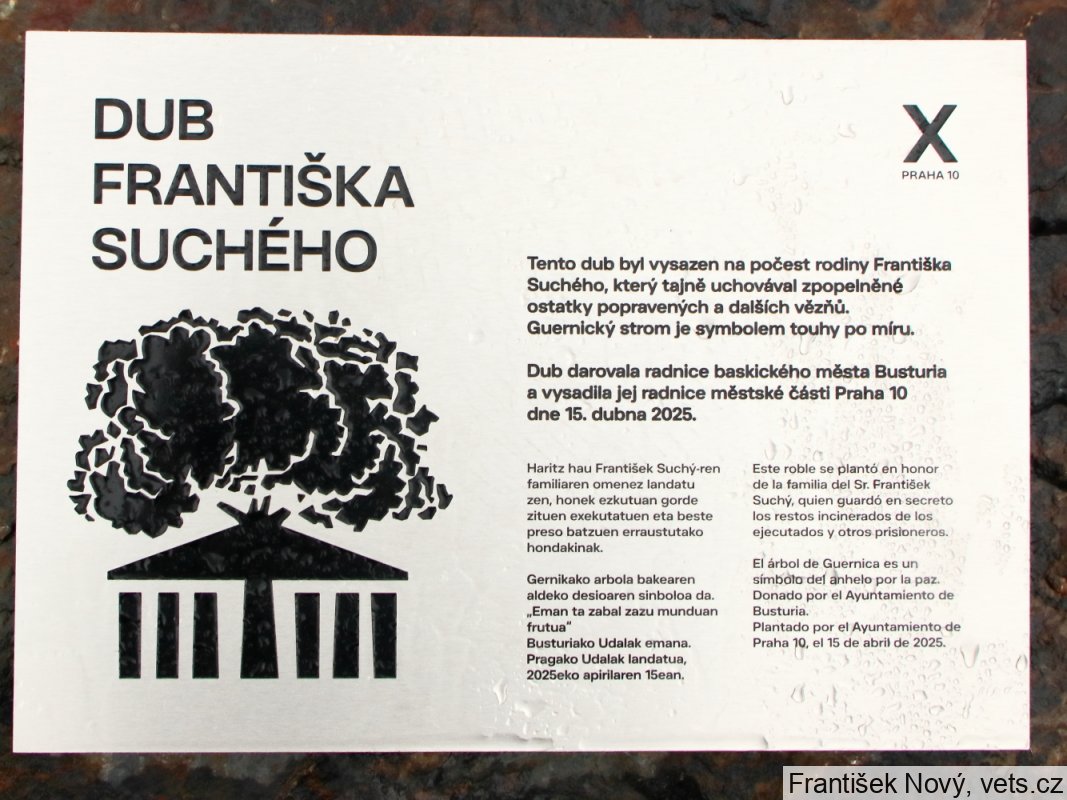 DUB
FRANTIŠKA
SUCHÉHO
X
PRAHA 10
Tento dub byl vysazen na počest rodiny Františka
Suchého, který tajně uchovával zpopelněné
ostatky popravených a dalších vězňů.
Guernický strom je symbolem touhy po míru.
Dub darovala radnice baskického města Busturia
a vysadila jej radnice městské části Praha 10
dne 15. dubna 2025.
Haritz hau František Suchý-ren
familiaren omenez landatu
zen, honek ezkutuan gorde
zituen exekutatuen eta beste
preso batzuen erraustutako
hondakinak.
Gernikako arbola bakearen
aldeko desioaren sinboloa da.
„Eman ta zabal zazu munduan
frutua“
Busturiako Udalak emana.
Pragako Udalak landatua,
2025eko apirilaren 15ean.
Este roble se plantó en honor
de la familia del Sr. František
Suchý, quien guardó en secreto
los restos incinerados de los
ejecutados y otros prisioneros.
El árbol de Guernica es un
símbolo del anhelo por la paz.
Donado por el Ayuntamiento de
Busturia.
Plantado por el Ayuntamiento de
Praha 10, el 15 de abril de 2025.
František Nový, vets.cz